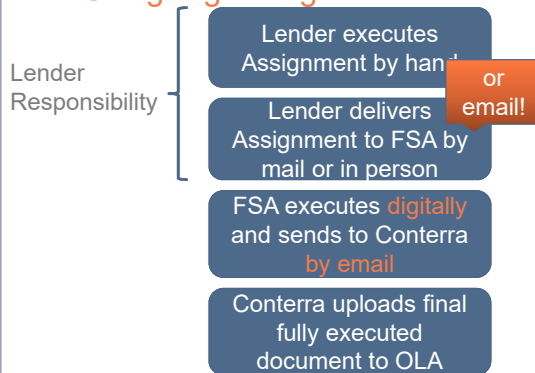 Lender executes
Assignment by hand
or
email!
Lender
Responsibility
Lender delivers
Assignment to FSA by
mail or in person
FSA executes digitally
and sends to Conterra
by email
Conterra uploads final
fully executed
document to OLA